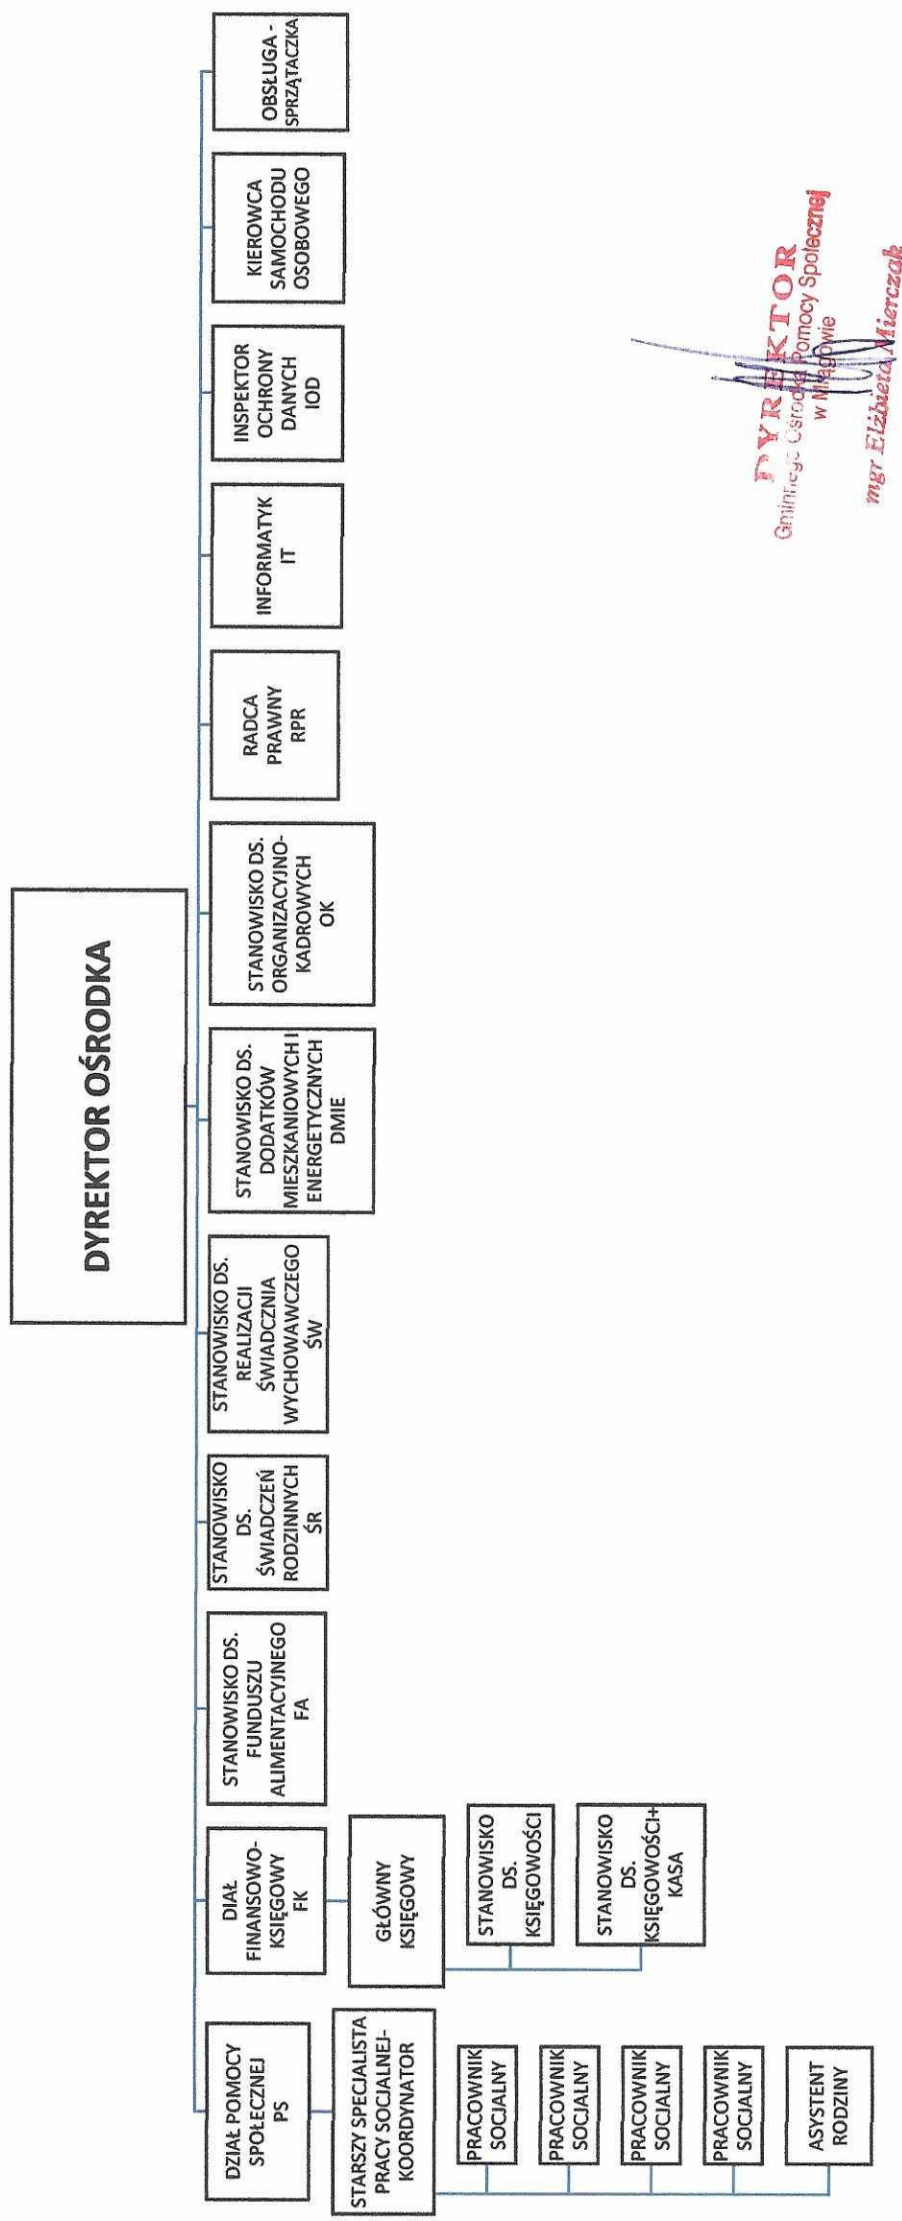 DYREKTOR OŚRODKA
DZIAŁ POMOCY
SPOŁECZNEJ
PS
STARSZY SPECJALISTA
PRACY SOCJALNEJ-
KOORDYNATOR
PRACOWNIK
SOCJALNY
PRACOWNIK
SOCJALNY
PRACOWNIK
SOCJALNY
PRACOWNIK
SOCJALNY
ASYSTENT
RODZINY
DIAŁ
FINANSOWO-
KSIĘGOWY
FK
GŁÓWNY
KSIĘGOWY
STANOWISKO
DS.
KSIĘGOWOŚCI
STANOWISKO
DS.
KSIĘGOWOŚCI+
KASA
STANOWISKO DS.
FUNDUSZU
ALIMENTACYJNEGO
FA
STANOWISKO
DS.
ŚWIADCZEŃ
RODZINNYCH
ŚR
STANOWISKO DS.
REALIZACJI
ŚWIADCZNIA
WYCHOWAWCZEGO
ŚW
STANOWISKO DS.
DODATKÓW
MIESZKANIOWYCH I
ENERGETYCZNYCH
DMIE
STANOWISKO DS.
ORGANIZACYJNO-
KADROWYCH
OK
RADCA
PRAWNY
RPR
INFORMATYK
IT
INSPEKTOR
OCHRONY
DANYCH
IOD
KIEROWCA
SAMOCHODU
OSOBOWEGO
OBSŁUGA -
SPRZĄTACZKA
DYREKTOR
Gminnego Ośrodka Pomocy Społecznej
w Mrągowie
mgr Elżbieta Mierczak